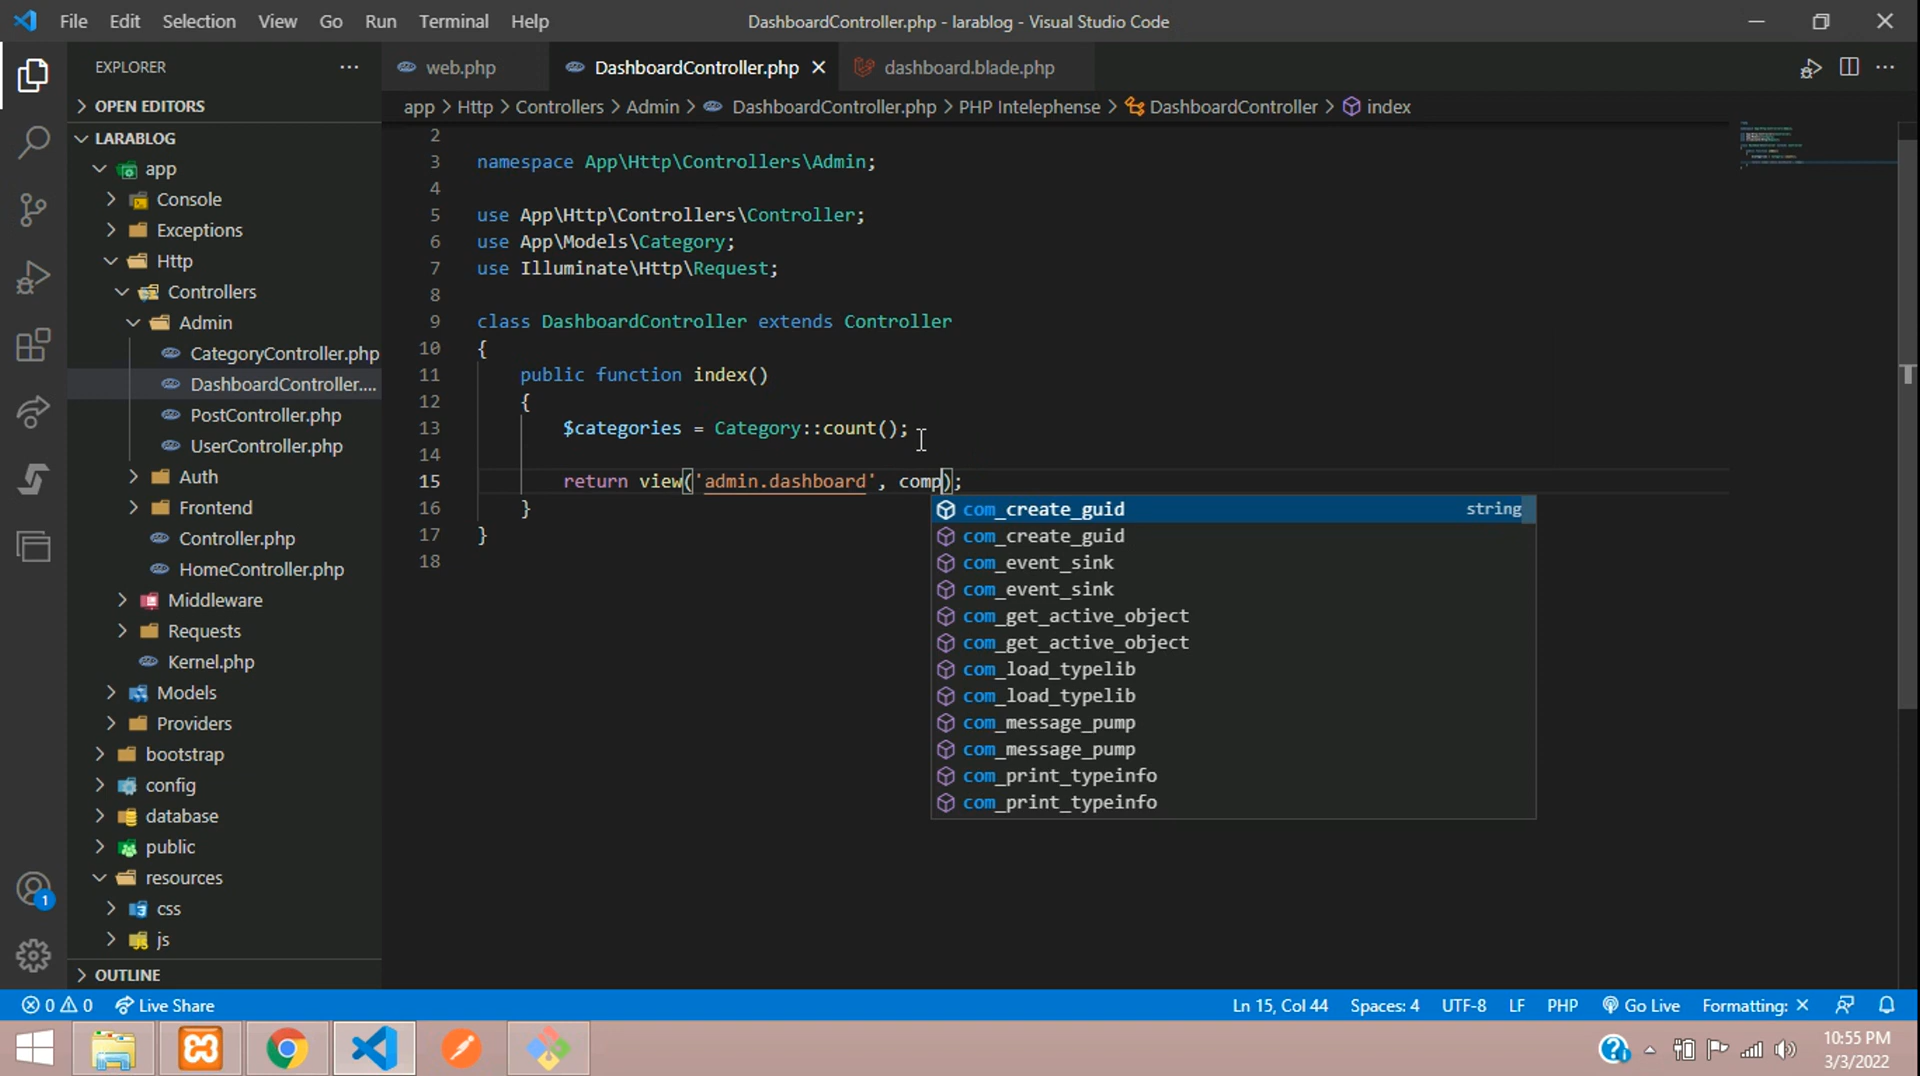 File Edit Selection View Go Run Terminal Help DashboardController.php - larablog - Visual Studio Code
EXPLORER
web.php DashboardController.php dashboard.blade.php
OPEN EDITORS
app > Http > Controllers > Admin > DashboardController.php > PHP Intelephense > DashboardController > index
LARABLOG
app
Console
Exceptions
Http
Controllers
Admin
CategoryController.php
DashboardController....
PostController.php
UserController.php
Auth
Frontend
Controller.php
HomeController.php
Middleware
Requests
Kernel.php
Models
Providers
bootstrap
config
database
public
resources
css
js
OUTLINE
2
3 namespace App\Http\Controllers\Admin;
4
5 use App\Http\Controllers\Controller;
6 use App\Models\Category;
7 use Illuminate\Http\Request;
8
9 class DashboardController extends Controller
10 {
11 public function index()
12 {
13 $categories = Category::count();
14
15 return view('admin.dashboard', comp);
16 }
17 }
18
com_create_guid string
com_create_guid
com_event_sink
com_event_sink
com_get_active_object
com_get_active_object
com_load_typelib
com_load_typelib
com_message_pump
com_message_pump
com_print_typeinfo
com_print_typeinfo
1
0 0 Live Share Ln 15, Col 44 Spaces: 4 UTF-8 LF PHP Go Live Formatting: ×
10:55 PM
3/3/2022